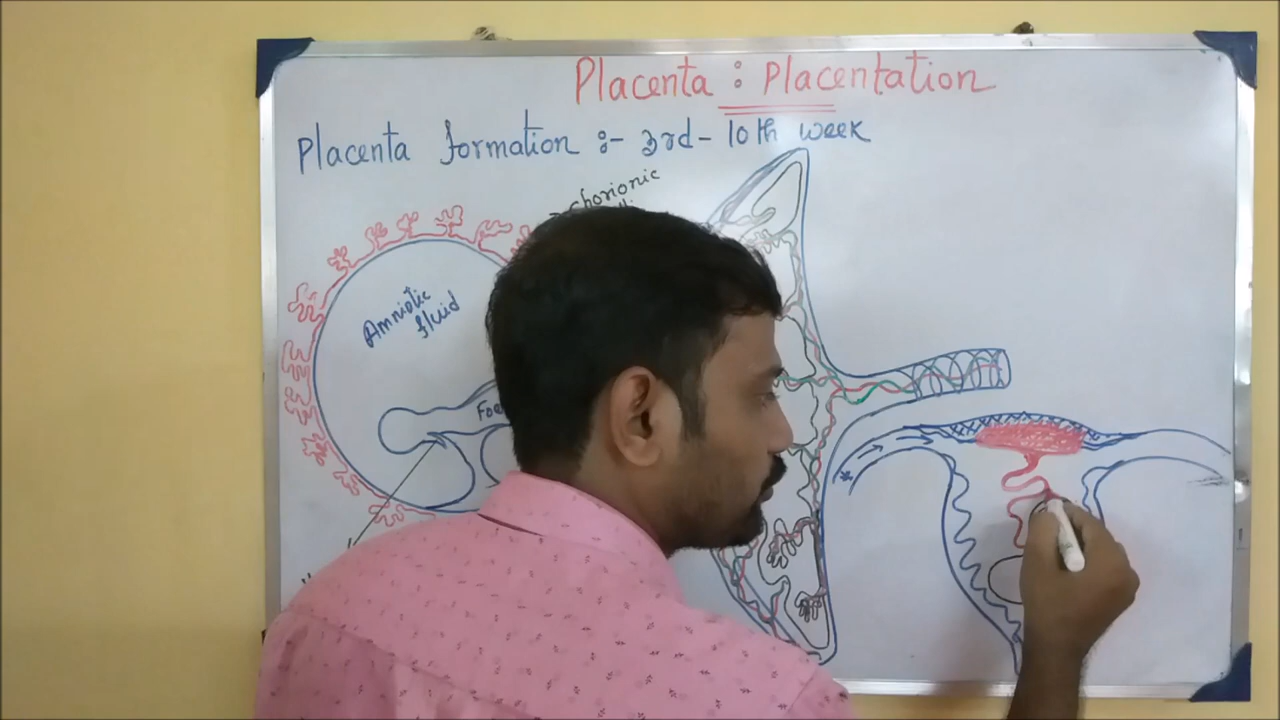 Placenta : Placentation
Placenta formation :- 3rd - 10th week
Chorionic
Amniotic
fluid